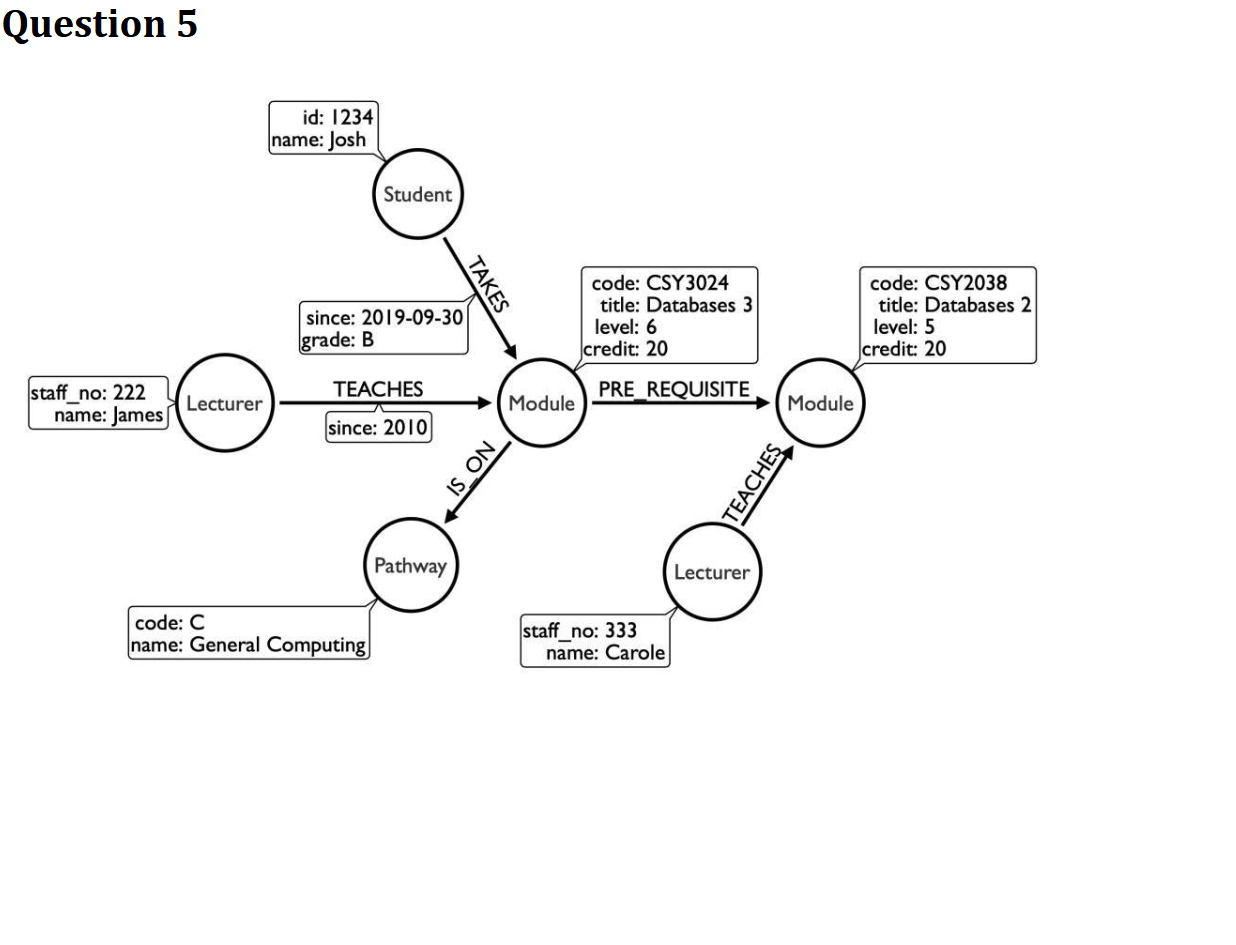 Question 5
id: 1234
name: Josh
Student
TAKES
since: 2019-09-30
grade: B
code: CSY3024
title: Databases 3
level: 6
credit: 20
code: CSY2038
title: Databases 2
level: 5
credit: 20
staff_no: 222
name: James
Lecturer
TEACHES
since: 2010
Module
PRE_REQUISITE
Module
IS_ON
TEACHES
Pathway
code: C
name: General Computing
Lecturer
staff_no: 333
name: Carole